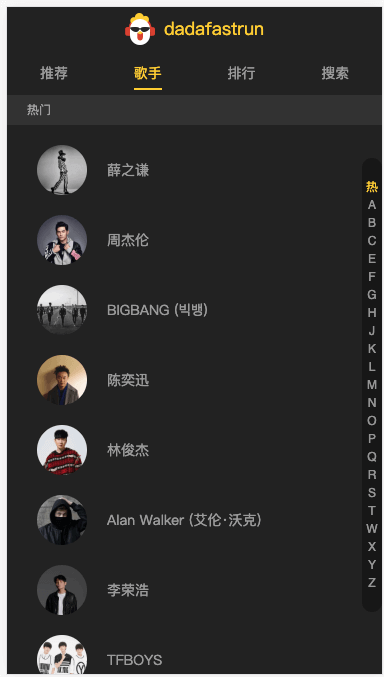 dadafastrun
推荐 歌手 排行 搜索
热门
薛之谦
周杰伦
BIGBANG (빅뱅)
陈奕迅
林俊杰
Alan Walker (艾伦·沃克)
李荣浩
TFBOYS
热
A
B
C
E
F
G
H
J
K
L
M
N
O
P
Q
R
S
T
W
X
Y
Z